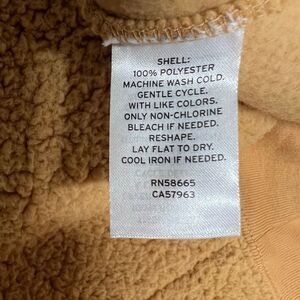 SHELL:
100% POLYESTER
MACHINE WASH COLD.
GENTLE CYCLE.
WITH LIKE COLORS.
ONLY NON-CHLORINE
BLEACH IF NEEDED.
RESHAPE.
LAY FLAT TO DRY.
COOL IRON IF NEEDED.
RN58665
CA57963